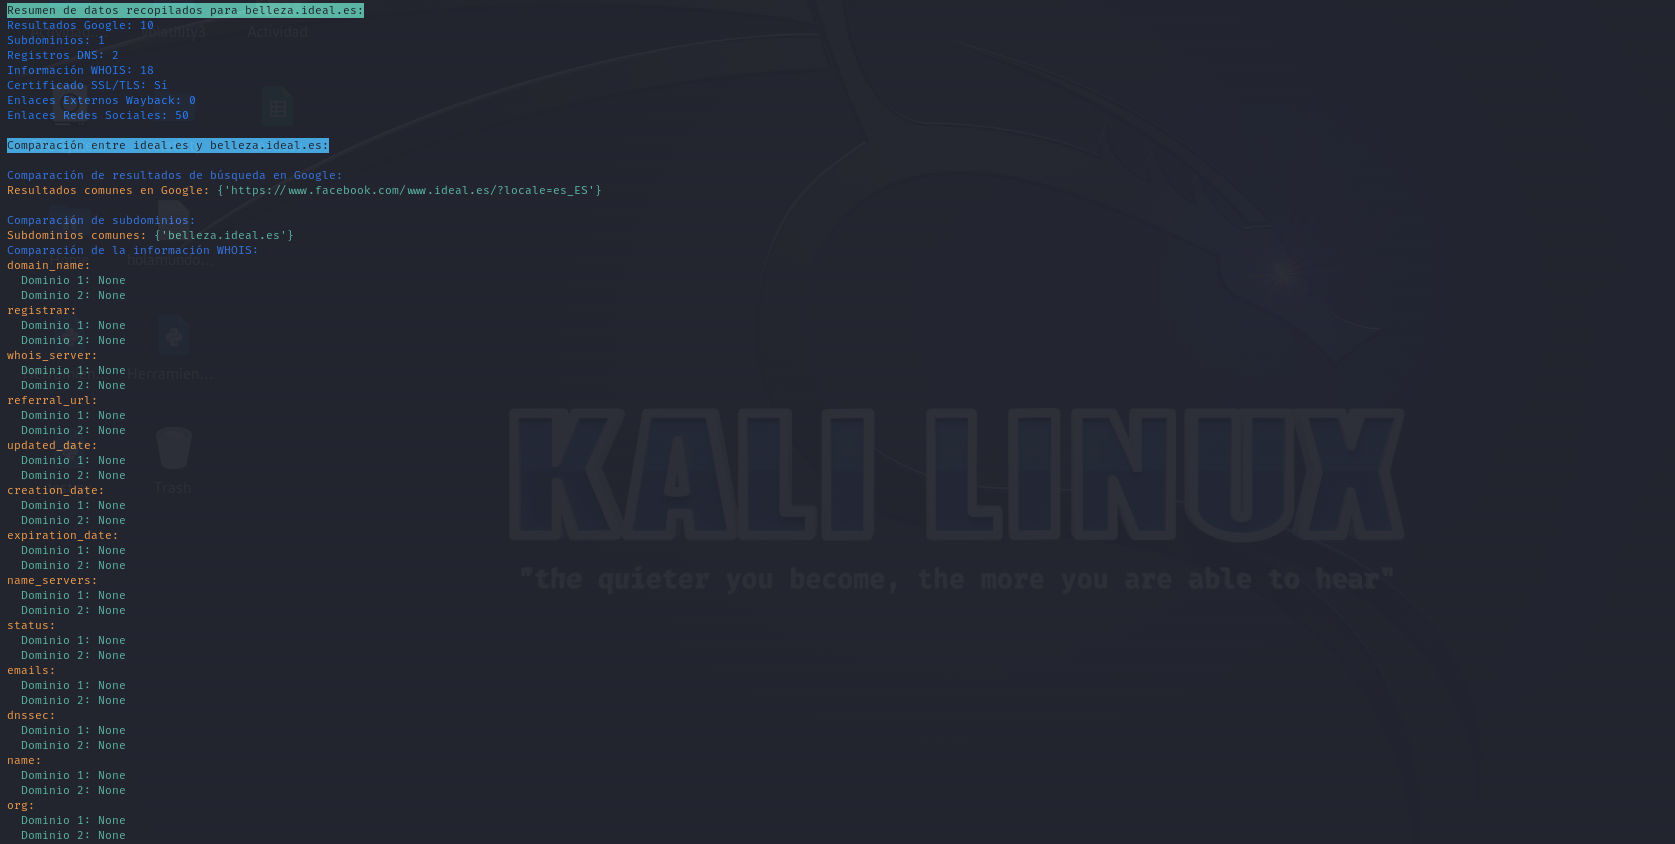 Resumen de datos recopilados para belleza.ideal.es:
Resultados Google: 10
Subdominios: 1
Registros DNS: 2
Información WHOIS: 18
Certificado SSL/TLS: Sí
Enlaces Externos Wayback: 0
Enlaces Redes Sociales: 50
Comparación entre ideal.es y belleza.ideal.es:
Comparación de resultados de búsqueda en Google:
Resultados comunes en Google: {'https://www.facebook.com/www.ideal.es/?locale=es_ES'}
Comparación de subdominios:
Subdominios comunes: {'belleza.ideal.es'}
Comparación de la información WHOIS:
domain_name:
Dominio 1: None
Dominio 2: None
registrar:
Dominio 1: None
Dominio 2: None
whois_server:
Dominio 1: None
Dominio 2: None
referral_url:
Dominio 1: None
Dominio 2: None
updated_date:
Dominio 1: None
Dominio 2: None
creation_date:
Dominio 1: None
Dominio 2: None
expiration_date:
Dominio 1: None
Dominio 2: None
name_servers:
Dominio 1: None
Dominio 2: None
status:
Dominio 1: None
Dominio 2: None
emails:
Dominio 1: None
Dominio 2: None
dnssec:
Dominio 1: None
Dominio 2: None
name:
Dominio 1: None
Dominio 2: None
org:
Dominio 1: None
Dominio 2: None
Actividad
Herramien...
Trash
KALI LINUX
"the quieter you become, the more you are able to hear"